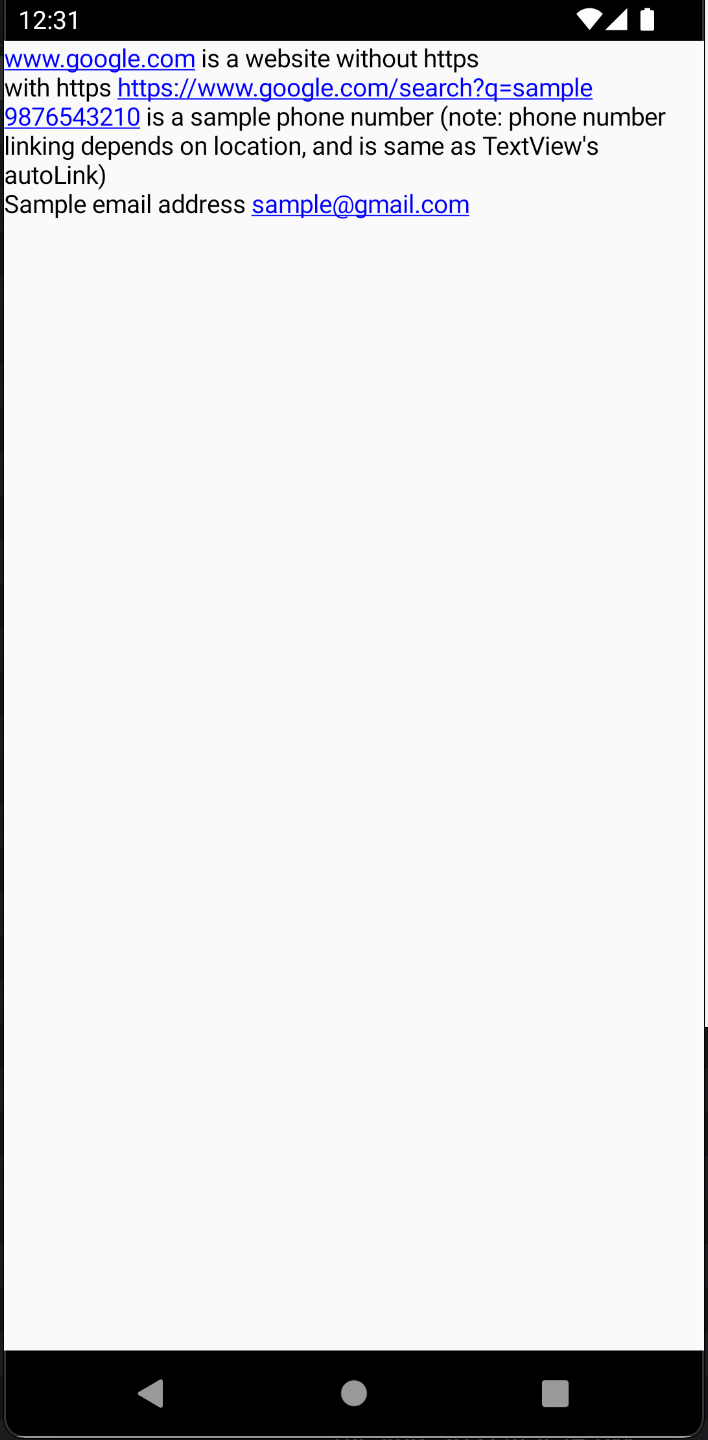 12:31
www.google.com is a website without https
with https https://www.google.com/search?q=sample
9876543210 is a sample phone number (note: phone number
linking depends on location, and is same as TextView's
autoLink)
Sample email address sample@gmail.com